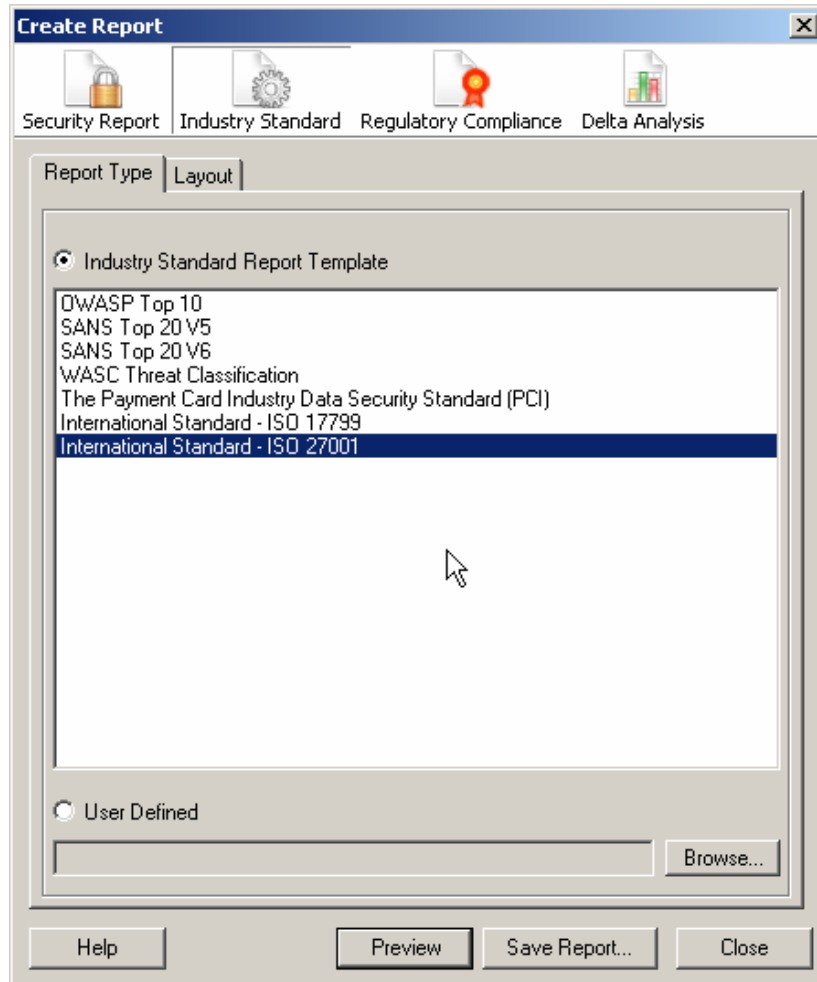 Create Report
Security Report Industry Standard Regulatory Compliance Delta Analysis
Report Type Layout
Industry Standard Report Template
OWASP Top 10
SANS Top 20 V5
SANS Top 20 V6
WASC Threat Classification
The Payment Card Industry Data Security Standard (PCI)
International Standard - ISO 17799
International Standard - ISO 27001
User Defined
Browse...
Help Preview Save Report... Close